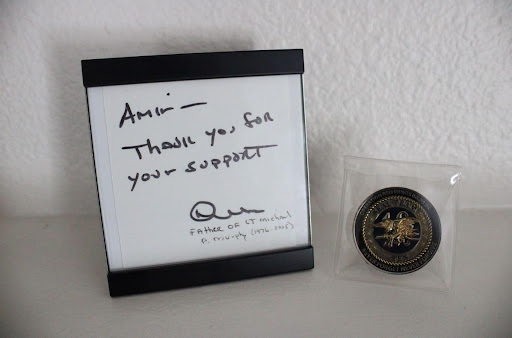 Amir —
Thank you for
your support
FATHER OF LT Michael
P. Murphy (1976-2005)